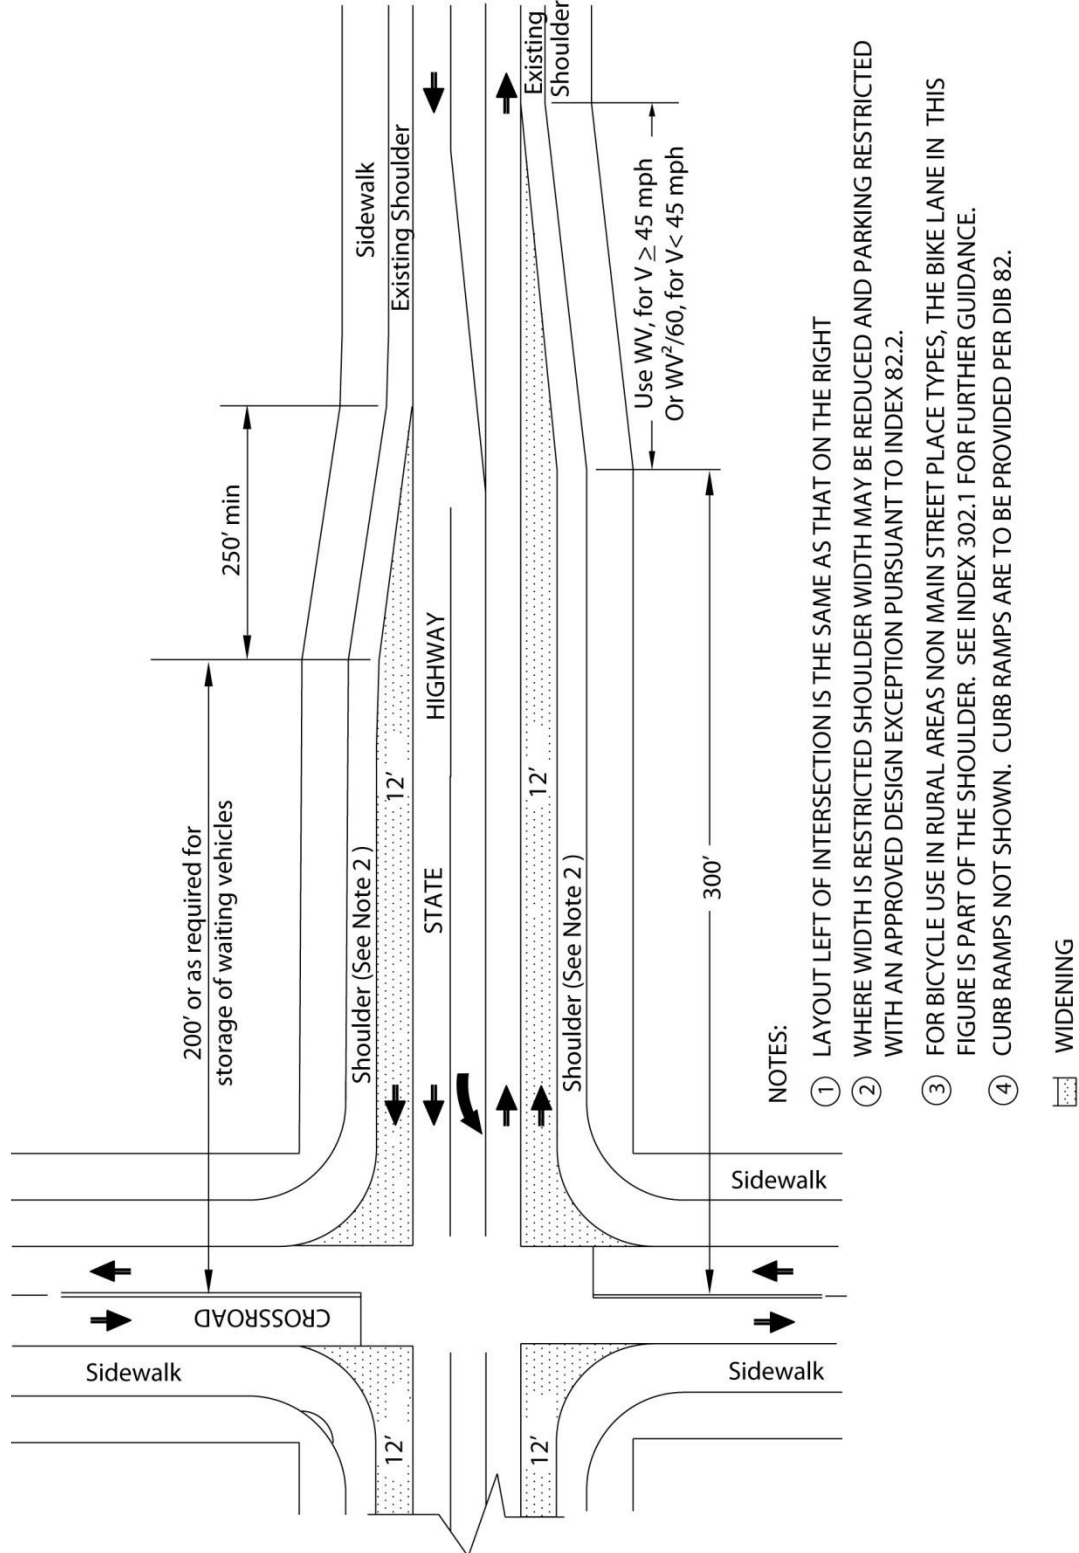 200' or as required for
storage of waiting vehicles
250' min
Sidewalk
Existing Shoulder
Shoulder (See Note 2 )
12'
STATE HIGHWAY
12'
Shoulder (See Note 2 )
Existing
Shoulder
CROSSROAD
Sidewalk
12'
12'
Sidewalk
Sidewalk
300'
Use WV, for V ≥ 45 mph
Or WV²/60, for V< 45 mph
NOTES:
1 LAYOUT LEFT OF INTERSECTION IS THE SAME AS THAT ON THE RIGHT
2 WHERE WIDTH IS RESTRICTED SHOULDER WIDTH MAY BE REDUCED AND PARKING RESTRICTED
WITH AN APPROVED DESIGN EXCEPTION PURSUANT TO INDEX 82.2.
3 FOR BICYCLE USE IN RURAL AREAS NON MAIN STREET PLACE TYPES, THE BIKE LANE IN THIS
FIGURE IS PART OF THE SHOULDER. SEE INDEX 302.1 FOR FURTHER GUIDANCE.
4 CURB RAMPS NOT SHOWN. CURB RAMPS ARE TO BE PROVIDED PER DIB 82.
WIDENING